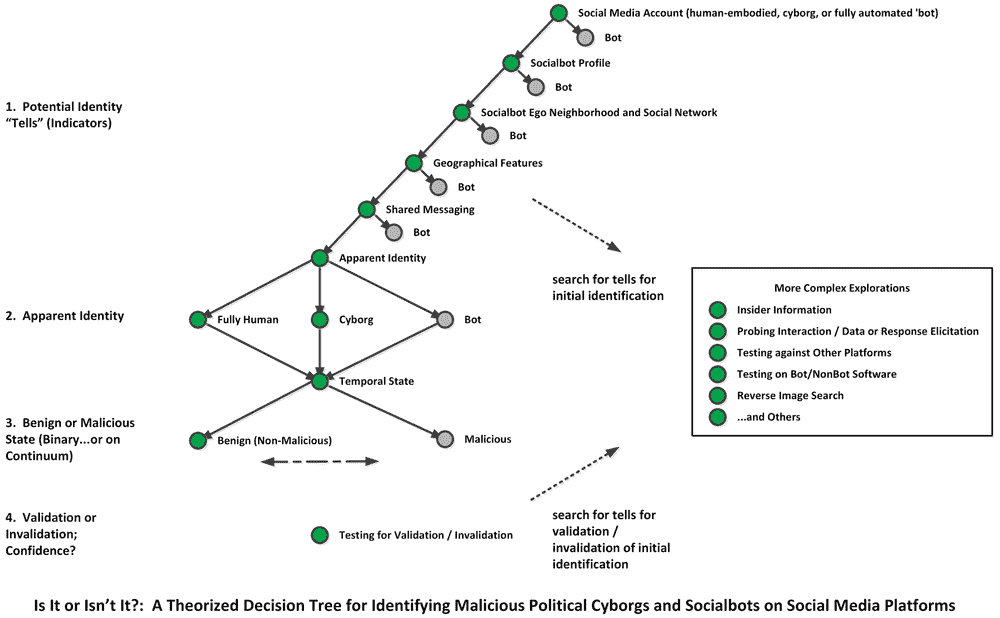 Social Media Account (human-embodied, cyborg, or fully automated 'bot)
Bot
Socialbot Profile
Bot
1. Potential Identity
“Tells” (Indicators)
Socialbot Ego Neighborhood and Social Network
Bot
Geographical Features
Bot
Shared Messaging
Bot
Apparent Identity
search for tells for
initial identification
2. Apparent Identity
Fully Human
Cyborg
Bot
Temporal State
3. Benign or Malicious
State (Binary...or on
Continuum)
Benign (Non-Malicious)
Malicious
More Complex Explorations
Insider Information
Probing Interaction / Data or Response Elicitation
Testing against Other Platforms
Testing on Bot/NonBot Software
Reverse Image Search
...and Others
4. Validation or
Invalidation;
Confidence?
Testing for Validation / Invalidation
search for tells for
validation /
invalidation of initial
identification
Is It or Isn’t It?: A Theorized Decision Tree for Identifying Malicious Political Cyborgs and Socialbots on Social Media Platforms